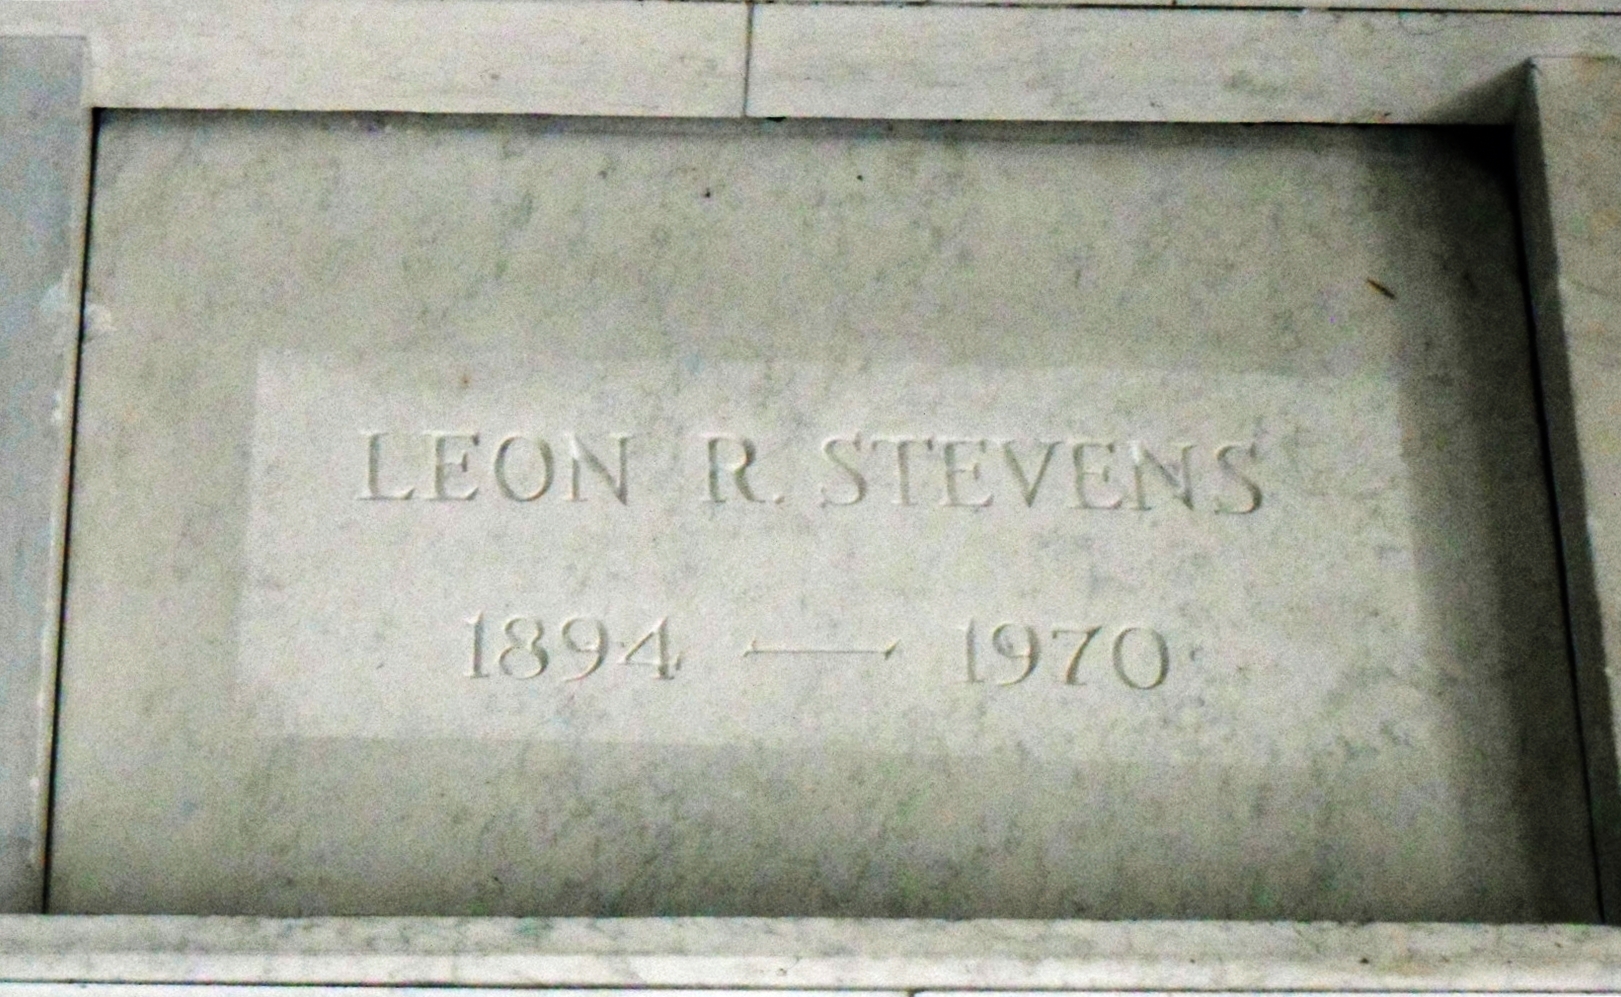 LEON R. STEVENS
1894 — 1970